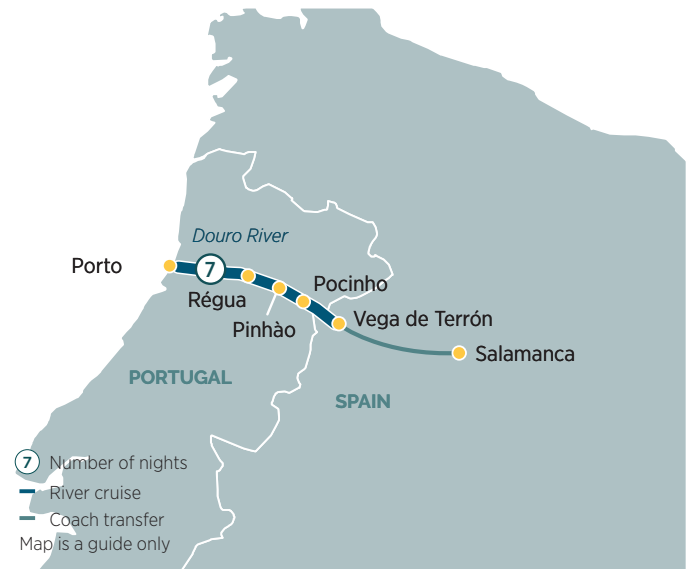 Douro River
Porto
7
Régua
Pocinho
Pinhào
Vega de Terrón
Salamanca
PORTUGAL
SPAIN
7 Number of nights
River cruise
Coach transfer
Map is a guide only